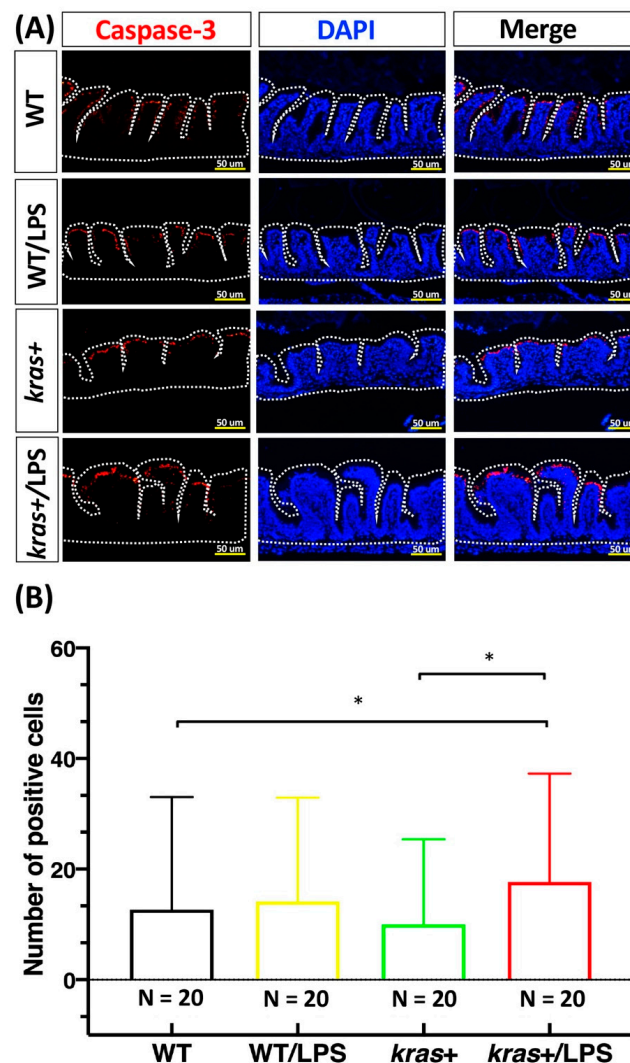 (A)
Caspase-3 DAPI Merge
WT
50 um 50 um 50 um
WT/LPS
50 um 50 um 50 um
kras+
50 um 50 um 50 um
kras+/LPS
50 um 50 um 50 um
(B)
Number of positive cells
60
40
20
0
*
*
N = 20 N = 20 N = 20 N = 20
WT WT/LPS kras+ kras+/LPS